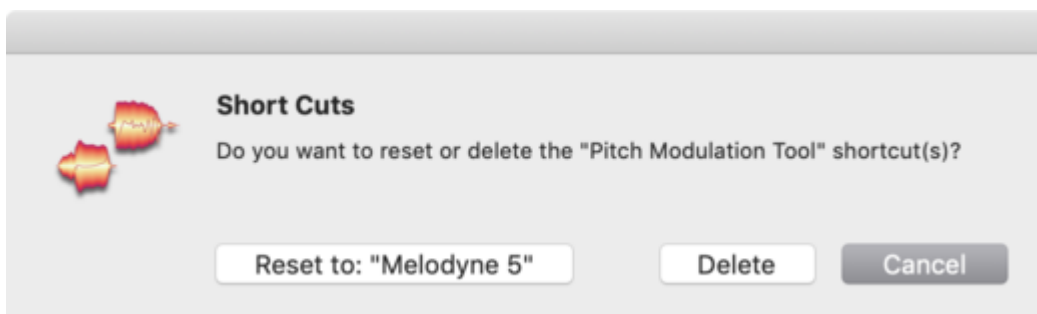 Short Cuts
Do you want to reset or delete the "Pitch Modulation Tool" shortcut(s)?
Reset to: "Melodyne 5"
Delete
Cancel